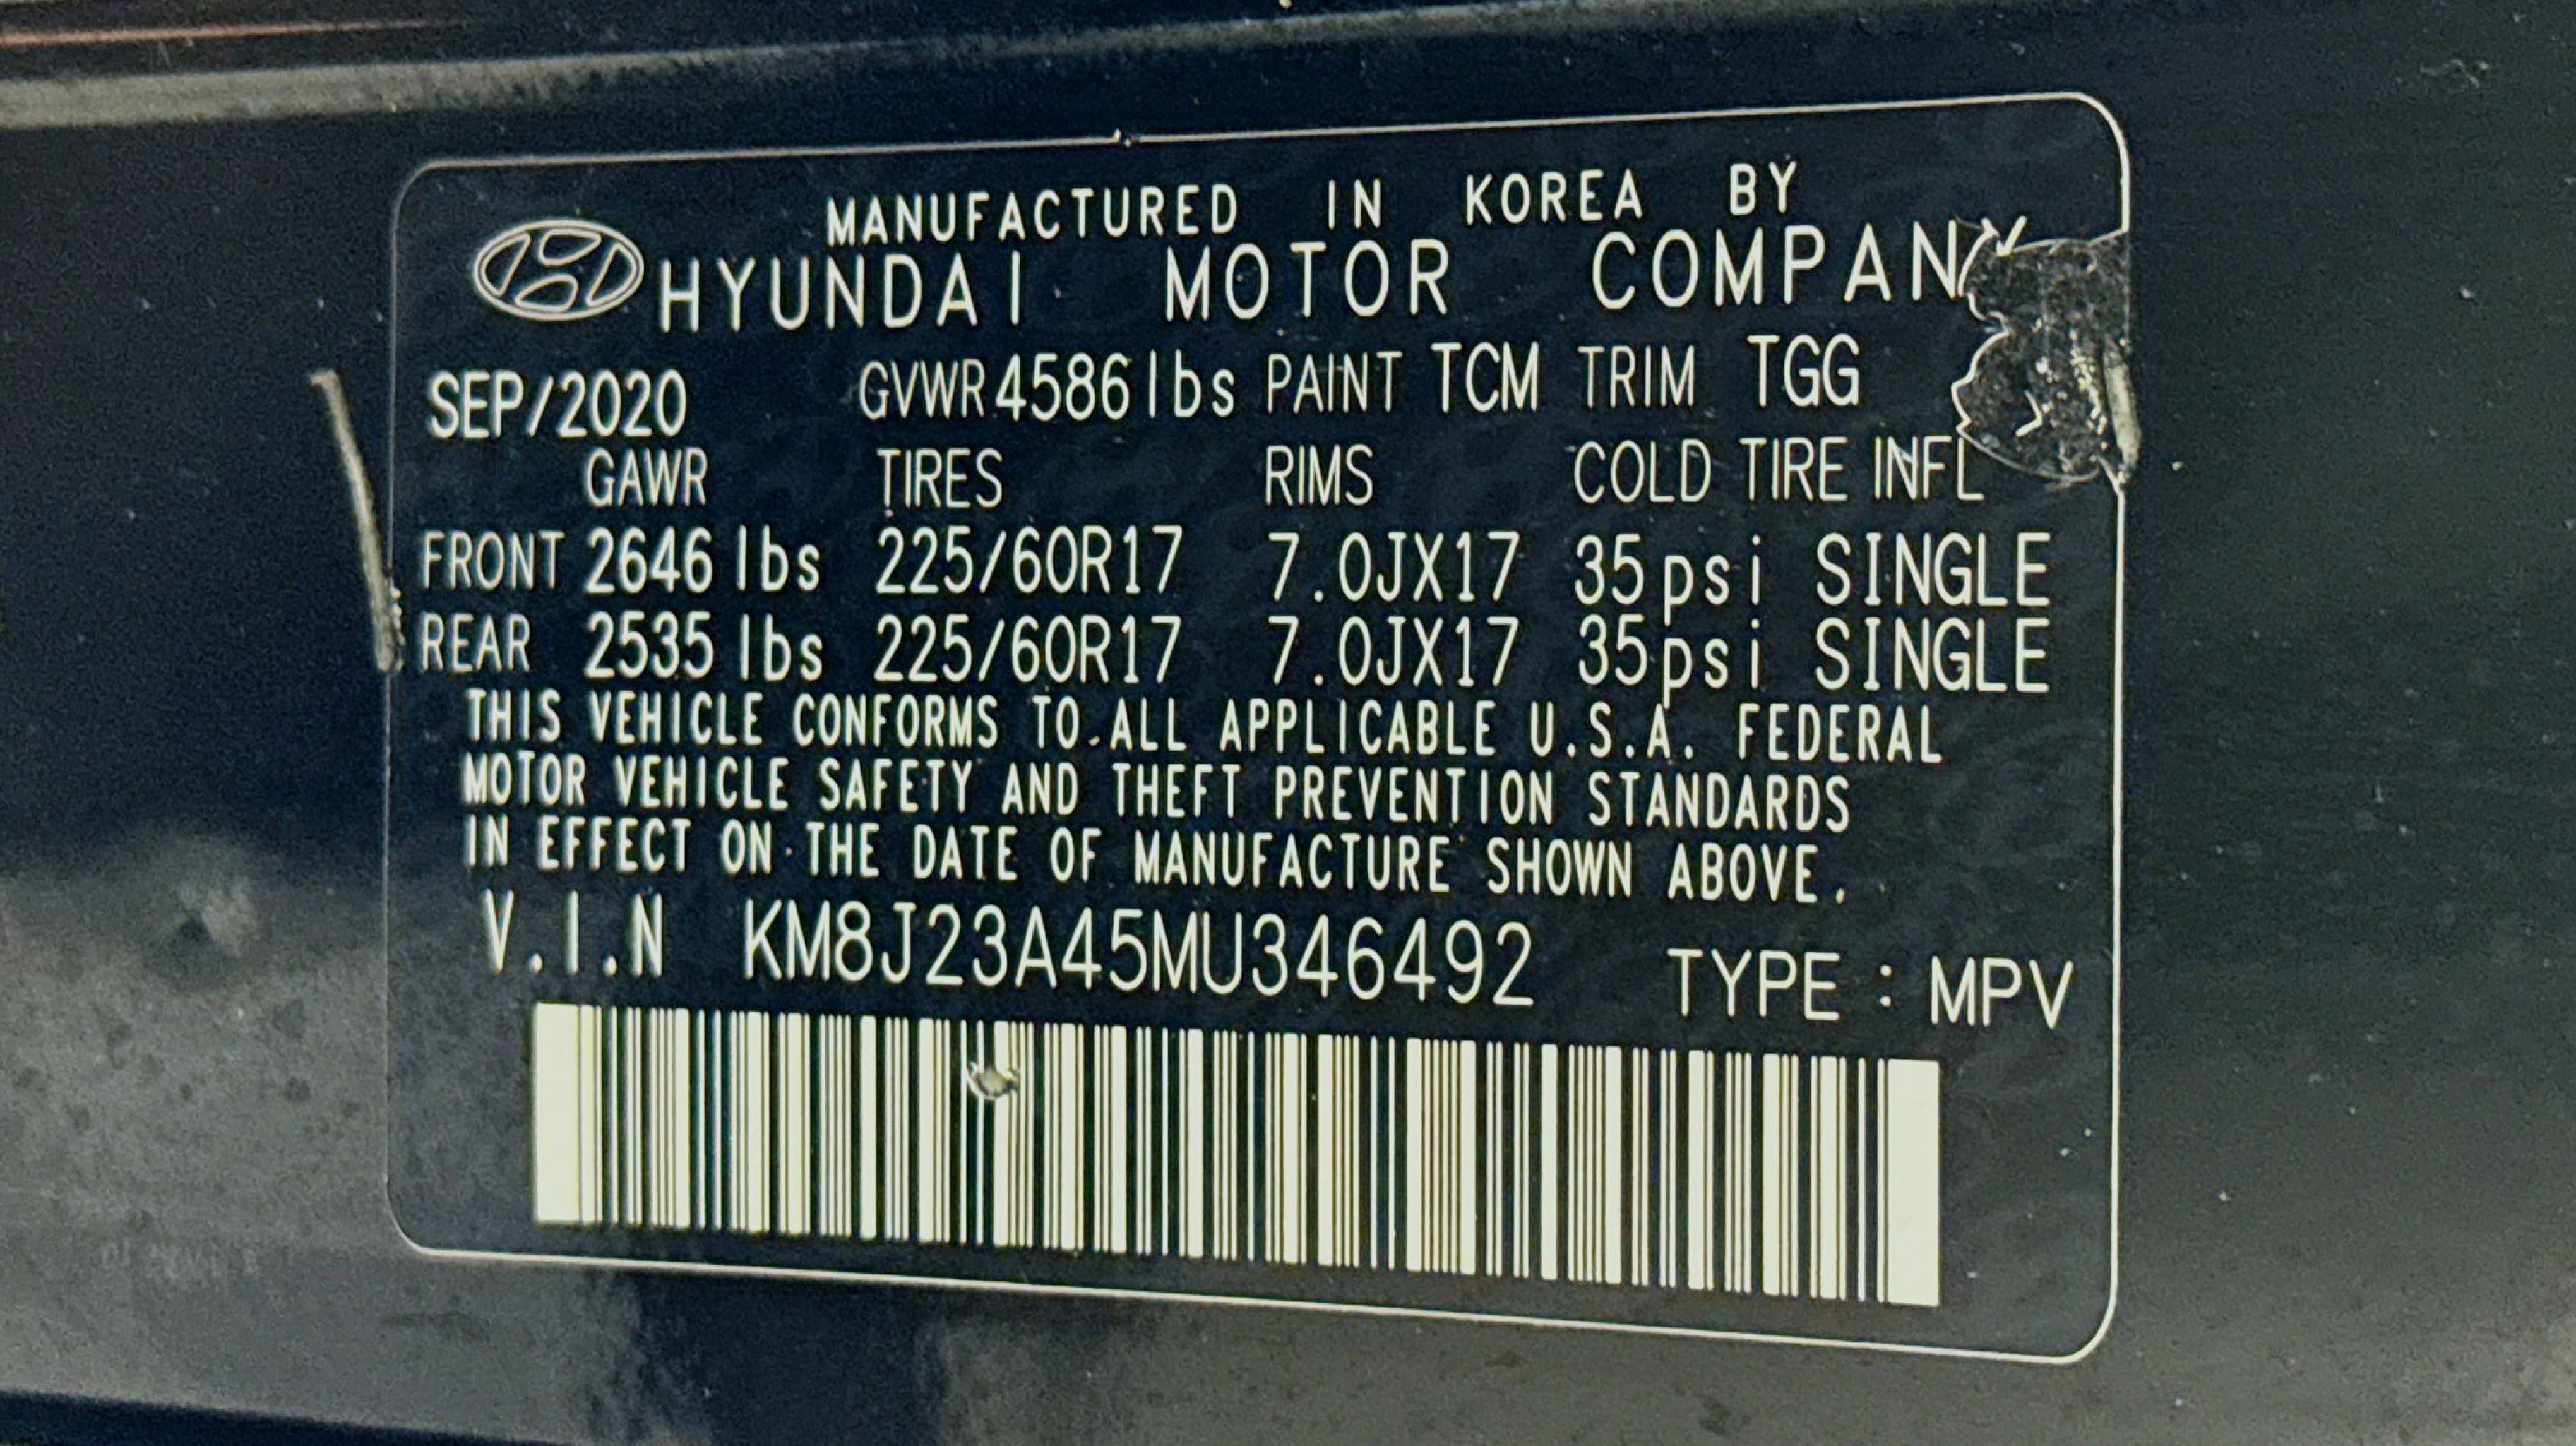 MANUFACTURED IN KOREA BY
HYUNDAI MOTOR COMPANY
SEP/2020 GVWR 4586 lbs PAINT TCM TRIM TGG
GAWR TIRES RIMS COLD TIRE INFL
FRONT 2646 lbs 225/60R17 7.0JX17 35psi SINGLE
REAR 2535 lbs 225/60R17 7.0JX17 35psi SINGLE
THIS VEHICLE CONFORMS TO ALL APPLICABLE U.S.A. FEDERAL
MOTOR VEHICLE SAFETY AND THEFT PREVENTION STANDARDS
IN EFFECT ON THE DATE OF MANUFACTURE SHOWN ABOVE.
V.I.N KM8J23A45MU346492 TYPE : MPV